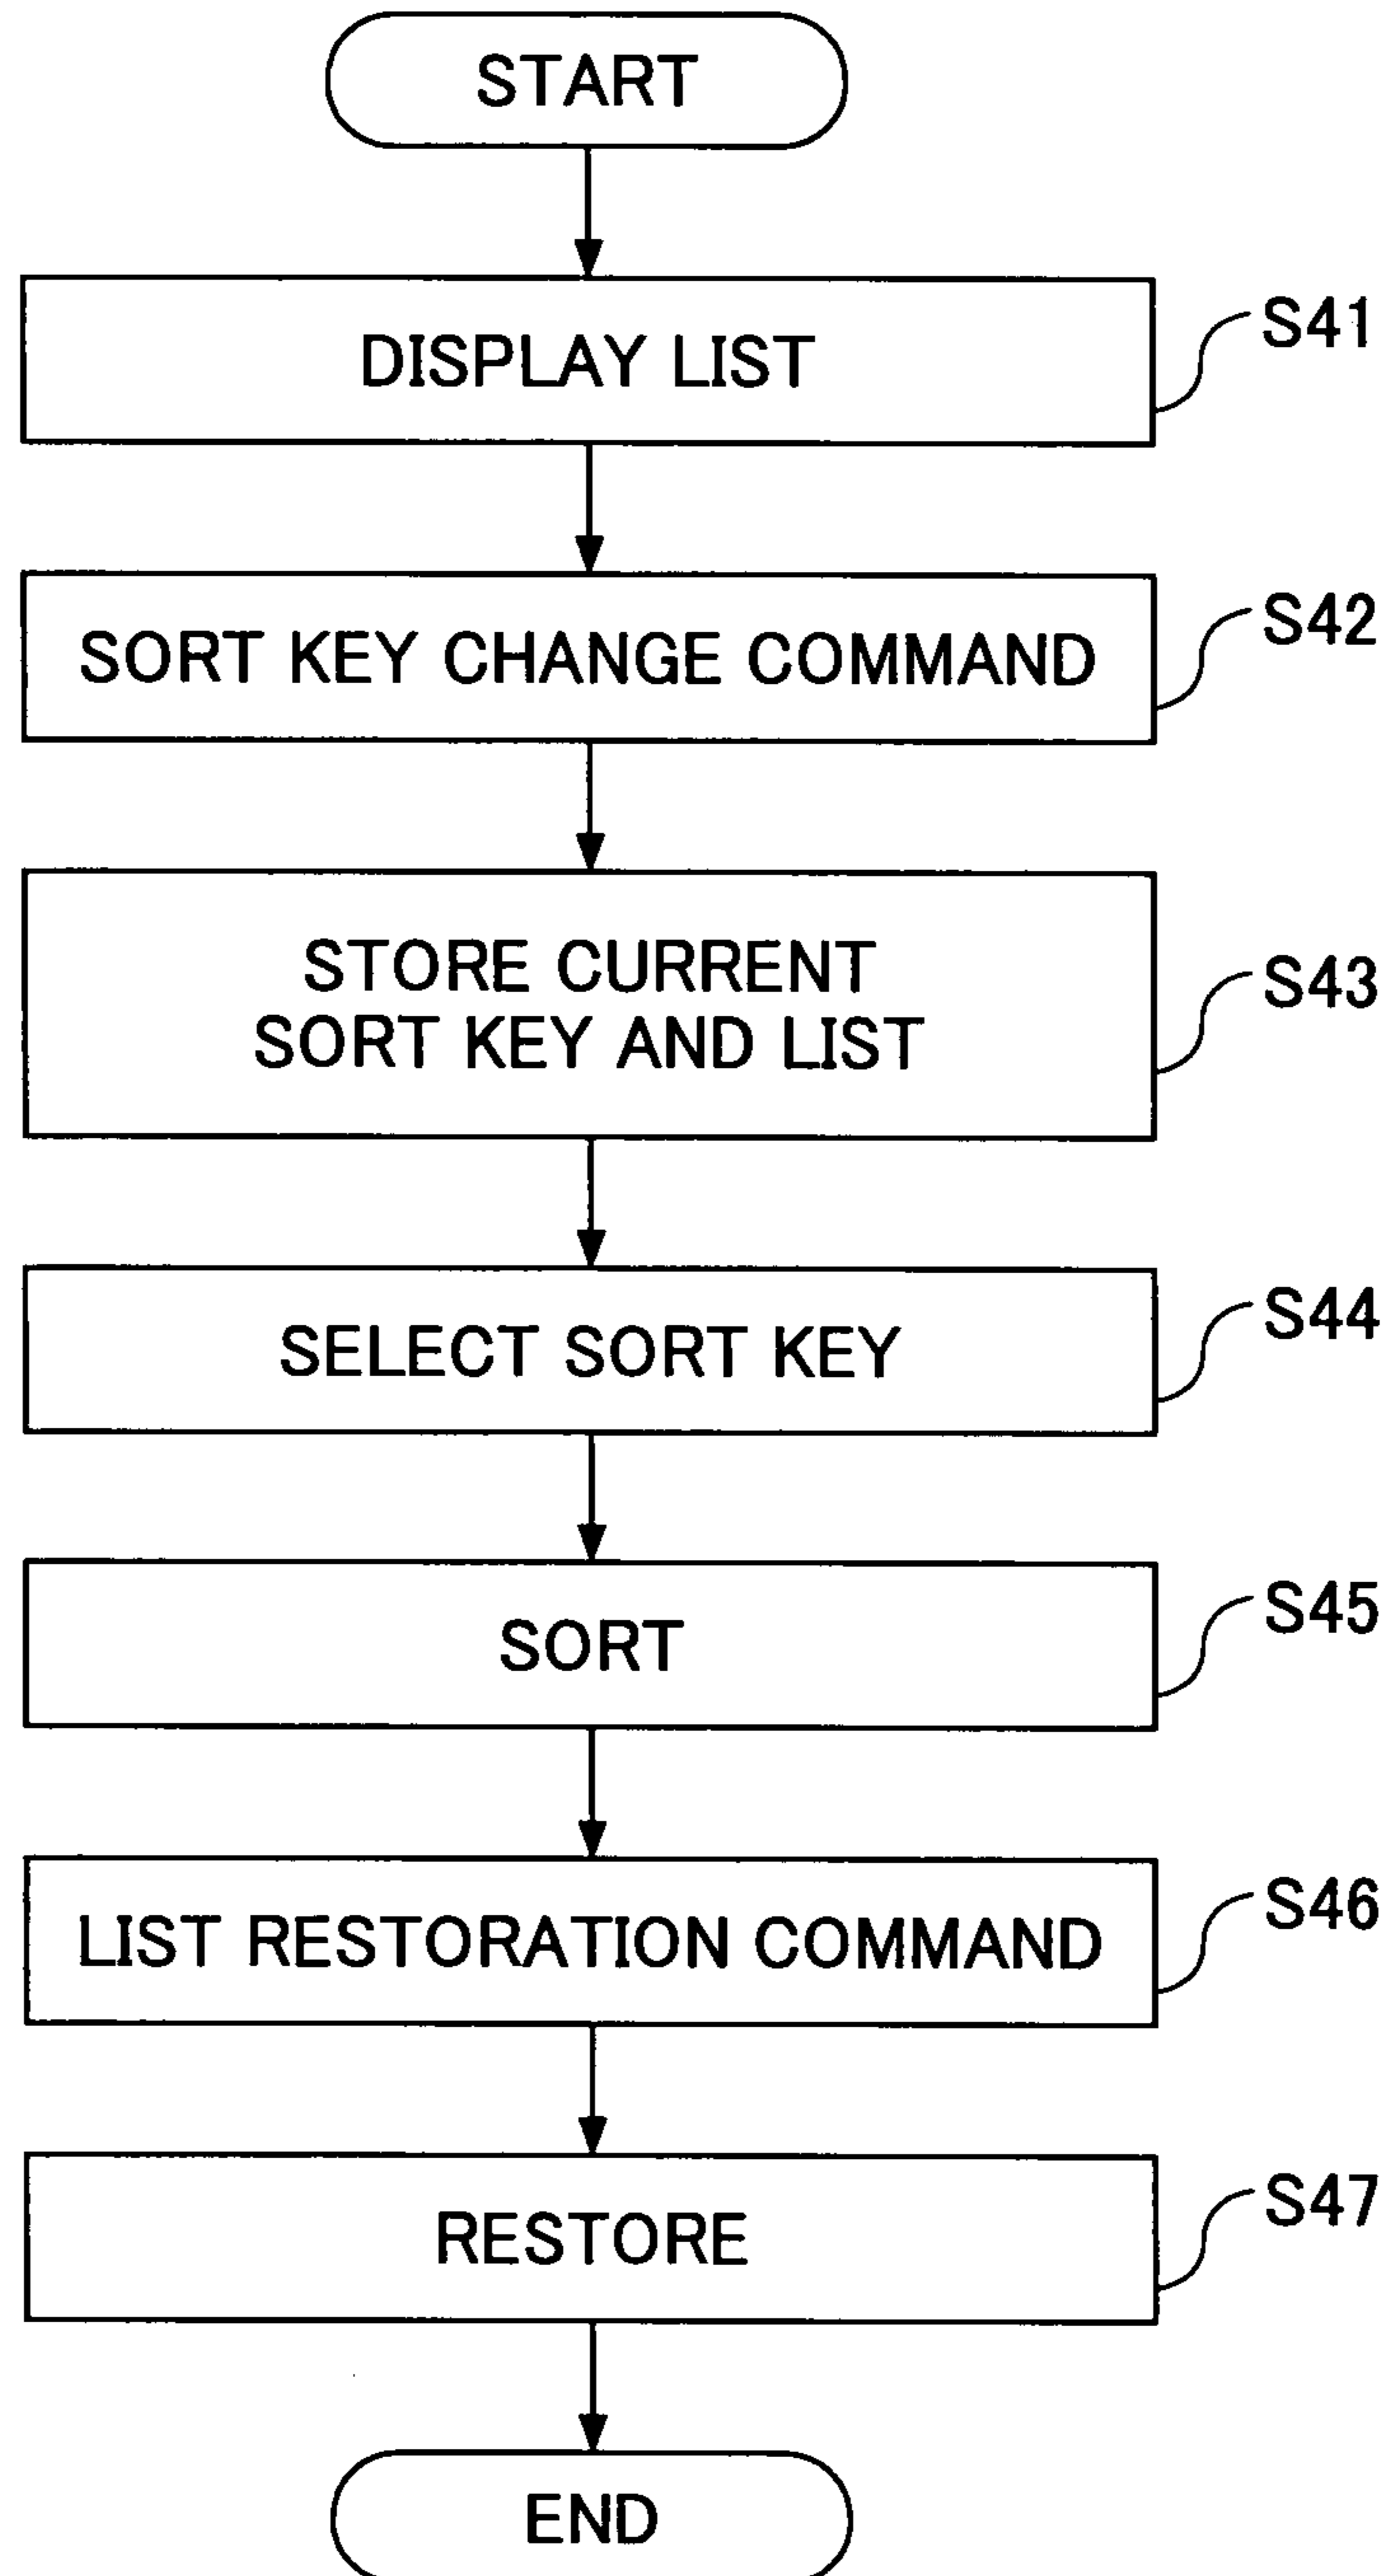 START
DISPLAY LIST
S41
SORT KEY CHANGE COMMAND
S42
STORE CURRENT
SORT KEY AND LIST
S43
SELECT SORT KEY
S44
SORT
S45
LIST RESTORATION COMMAND
S46
RESTORE
S47
END